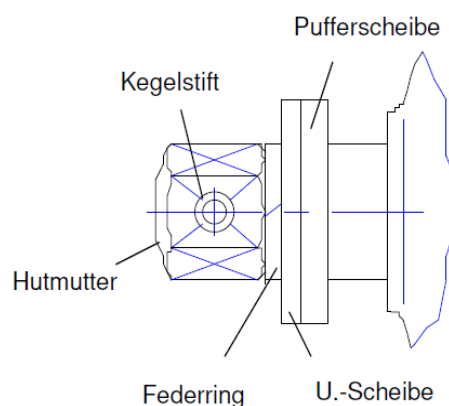 Pufferscheibe
Kegelstift
Hutmutter
Federring
U.-Scheibe